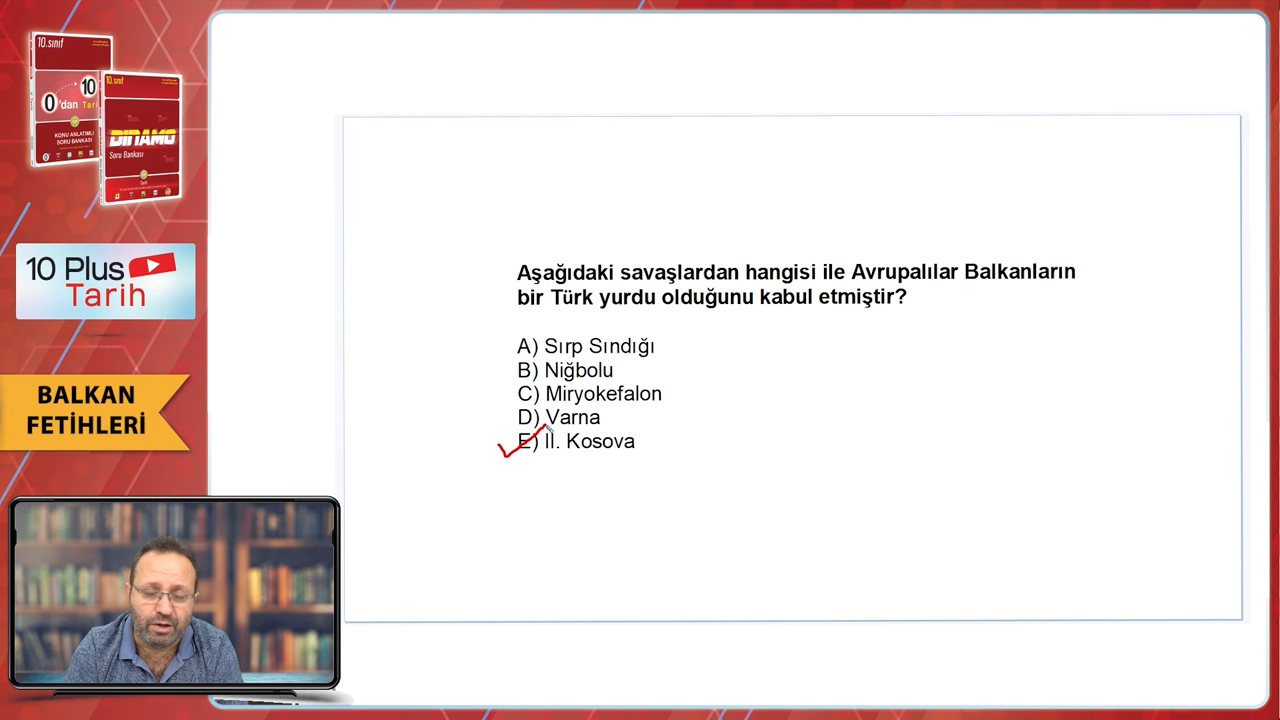 10.sınıf
10
0'dan Tarih
KONU ANLATIMLI
SORU BANKASI
10.sınıf
DINAMO
Soru Bankası
Tarih
10 Plus
Tarih
BALKAN
FETİHLERİ
Aşağıdaki savaşlardan hangisi ile Avrupalılar Balkanların
bir Türk yurdu olduğunu kabul etmiştir?
A) Sırp Sındığı
B) Niğbolu
C) Miryokefalon
D) Varna
E) II. Kosova